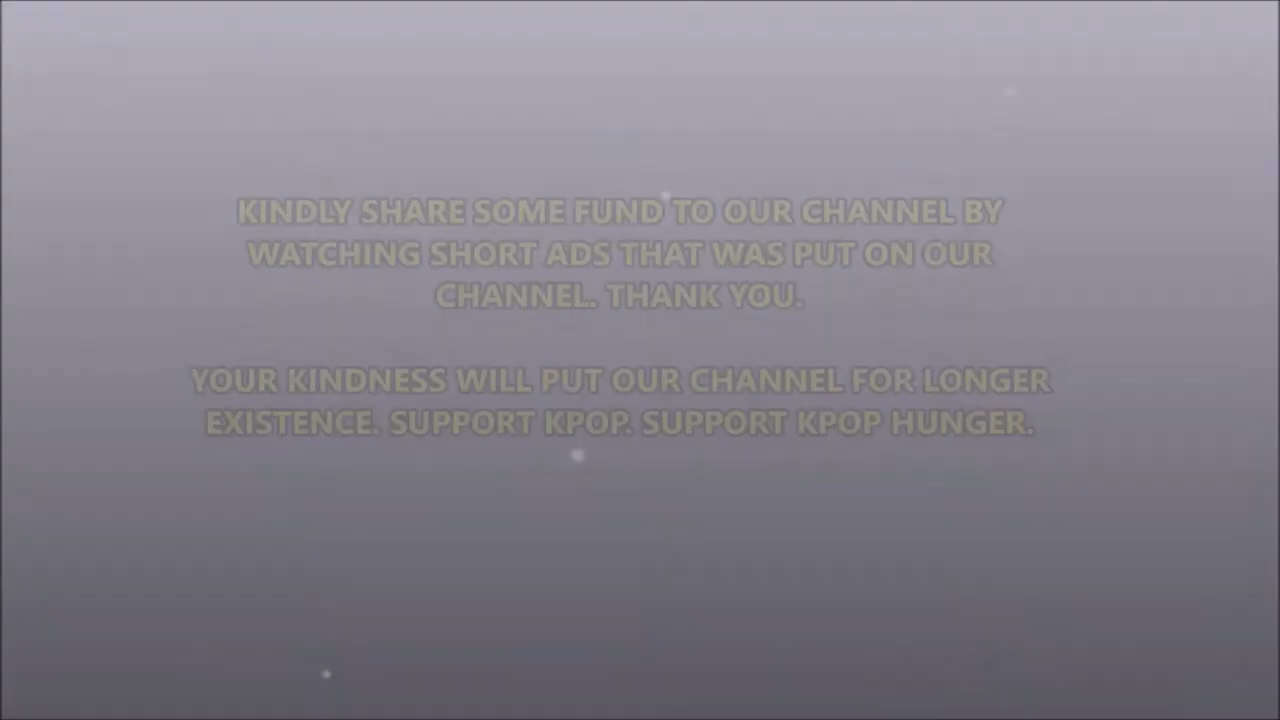 KINDLY SHARE SOME FUND TO OUR CHANNEL BY
WATCHING SHORT ADS THAT WAS PUT ON OUR
CHANNEL. THANK YOU.
YOUR KINDNESS WILL PUT OUR CHANNEL FOR LONGER
EXISTENCE. SUPPORT KPOP. SUPPORT KPOP HUNGER.